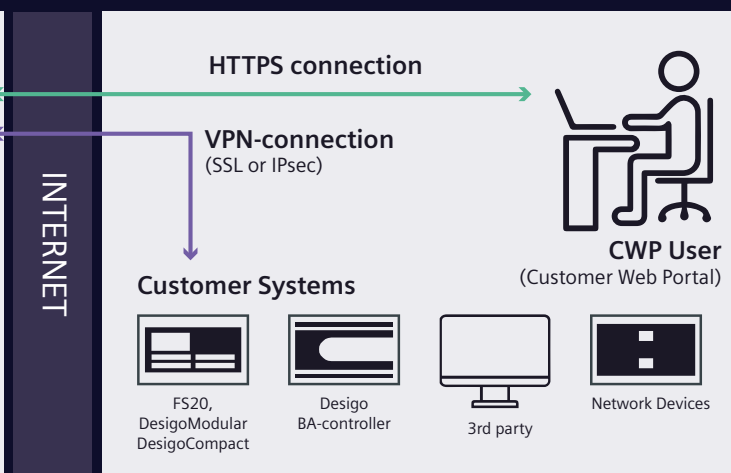 HTTPS connection
VPN-connection
(SSL or IPsec)
INTERNET
CWP User
(Customer Web Portal)
Customer Systems
FS20,
DesigoModular
DesigoCompact
Desigo
BA-controller
3rd party
Network Devices